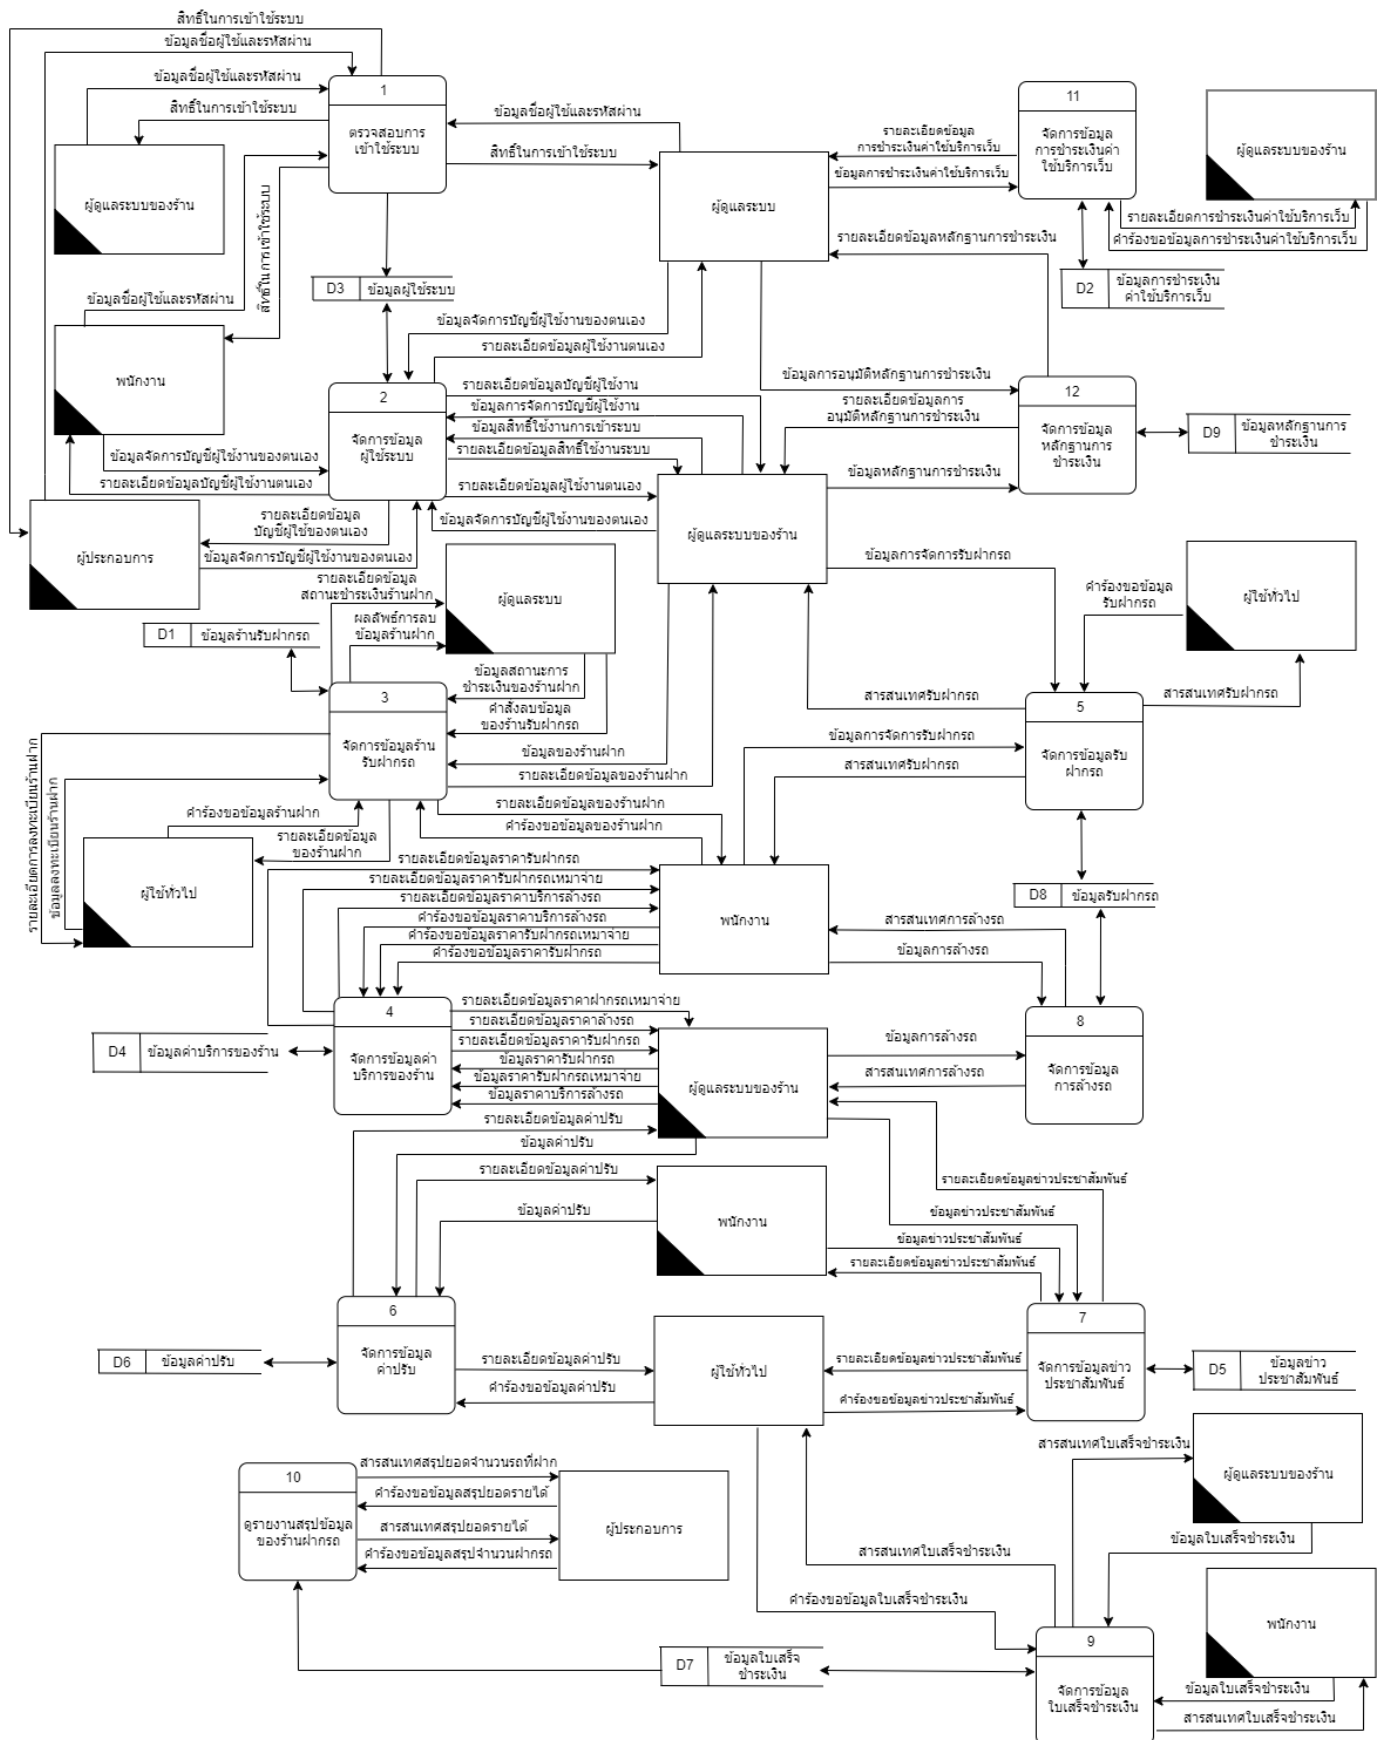 สิทธิ์ในการเข้าใช้ระบบ
ข้อมูลชื่อผู้ใช้และรหัสผ่าน
ข้อมูลชื่อผู้ใช้และรหัสผ่าน
สิทธิ์ในการเข้าใช้ระบบ
1
ตรวจสอบการ
เข้าใช้ระบบ
ข้อมูลชื่อผู้ใช้และรหัสผ่าน
สิทธิ์ในการเข้าใช้ระบบ
ผู้ดูแลระบบ
รายละเอียดข้อมูล
การชำระเงินค่าใช้บริการเว็บ
ข้อมูลการชำระเงินค่าใช้บริการเว็บ
11
จัดการข้อมูล
การชำระเงินค่า
ใช้บริการเว็บ
ผู้ดูแลระบบของร้าน
รายละเอียดการชำระเงินค่าใช้บริการเว็บ
คำร้องขอข้อมูลการชำระเงินค่าใช้บริการเว็บ
ผู้ดูแลระบบของร้าน
สิทธิ์ในการเข้าใช้ระบบ
รายละเอียดข้อมูลหลักฐานการชำระเงิน
D2
ข้อมูลการชำระเงิน
ค่าใช้บริการเว็บ
D3
ข้อมูลผู้ใช้ระบบ
ข้อมูลชื่อผู้ใช้และรหัสผ่าน
พนักงาน
ข้อมูลจัดการบัญชีผู้ใช้งานของตนเอง
รายละเอียดข้อมูลผู้ใช้งานตนเอง
2
จัดการข้อมูล
ผู้ใช้ระบบ
รายละเอียดข้อมูลบัญชีผู้ใช้งาน
ข้อมูลการจัดการบัญชีผู้ใช้งาน
ข้อมูลสิทธิ์ใช้งานการเข้าระบบ
รายละเอียดข้อมูลสิทธิ์ใช้งานระบบ
ข้อมูลการอนุมัติหลักฐานการชำระเงิน
รายละเอียดข้อมูลการ
อนุมัติหลักฐานการชำระเงิน
12
จัดการข้อมูล
หลักฐานการ
ชำระเงิน
D9
ข้อมูลหลักฐานการ
ชำระเงิน
ข้อมูลจัดการบัญชีผู้ใช้งานของตนเอง
รายละเอียดข้อมูลบัญชีผู้ใช้งานตนเอง
รายละเอียดข้อมูลผู้ใช้งานตนเอง
ข้อมูลจัดการบัญชีผู้ใช้งานของตนเอง
ข้อมูลหลักฐานการชำระเงิน
ผู้ดูแลระบบของร้าน
ผู้ประกอบการ
รายละเอียดข้อมูล
บัญชีผู้ใช้ของตนเอง
ข้อมูลจัดการบัญชีผู้ใช้งานของตนเอง
ข้อมูลการจัดการรับฝากรถ
รายละเอียดข้อมูล
สถานะชำระเงินร้านฝาก
ผลลัพธ์การลบ
ข้อมูลร้านฝาก
ผู้ดูแลระบบ
คำร้องขอข้อมูล
รับฝากรถ
ผู้ใช้ทั่วไป
D1
ข้อมูลร้านรับฝากรถ
ข้อมูลสถานะการ
ชำระเงินของร้านฝาก
คำสั่งลบข้อมูล
ของร้านรับฝากรถ
ข้อมูลของร้านฝาก
รายละเอียดข้อมูลของร้านฝาก
3
จัดการข้อมูลร้าน
รับฝากรถ
สารสนเทศรับฝากรถ
สารสนเทศรับฝากรถ
5
จัดการข้อมูลรับ
ฝากรถ
ข้อมูลการจัดการรับฝากรถ
สารสนเทศรับฝากรถ
รายละเอียดการลงทะเบียนร้านฝาก
ข้อมูลลงทะเบียนร้านฝาก
คำร้องขอข้อมูลร้านฝาก
รายละเอียดข้อมูล
ของร้านฝาก
รายละเอียดข้อมูลของร้านฝาก
คำร้องขอข้อมูลของร้านฝาก
ผู้ใช้ทั่วไป
รายละเอียดข้อมูลราคารับฝากรถ
รายละเอียดข้อมูลราคารับฝากรถเหมาจ่าย
รายละเอียดข้อมูลราคาบริการล้างรถ
คำร้องขอข้อมูลราคาบริการล้างรถ
คำร้องขอข้อมูลราคารับฝากรถเหมาจ่าย
คำร้องขอข้อมูลราคารับฝากรถ
พนักงาน
D8
ข้อมูลรับฝากรถ
สารสนเทศการล้างรถ
ข้อมูลการล้างรถ
4
จัดการข้อมูลค่า
บริการของร้าน
D4
ข้อมูลค่าบริการของร้าน
รายละเอียดข้อมูลราคาฝากรถเหมาจ่าย
รายละเอียดข้อมูลราคาล้างรถ
รายละเอียดข้อมูลราคารับฝากรถ
ข้อมูลราคารับฝากรถ
ข้อมูลราคารับฝากรถเหมาจ่าย
ข้อมูลราคาบริการล้างรถ
ผู้ดูแลระบบของร้าน
ข้อมูลการล้างรถ
สารสนเทศการล้างรถ
8
จัดการข้อมูล
การล้างรถ
รายละเอียดข้อมูลค่าปรับ
ข้อมูลค่าปรับ
รายละเอียดข้อมูลค่าปรับ
ข้อมูลค่าปรับ
พนักงาน
รายละเอียดข้อมูลข่าวประชาสัมพันธ์
ข้อมูลข่าวประชาสัมพันธ์
ข้อมูลข่าวประชาสัมพันธ์
รายละเอียดข้อมูลข่าวประชาสัมพันธ์
6
จัดการข้อมูล
ค่าปรับ
D6
ข้อมูลค่าปรับ
รายละเอียดข้อมูลค่าปรับ
คำร้องขอข้อมูลค่าปรับ
ผู้ใช้ทั่วไป
รายละเอียดข้อมูลข่าวประชาสัมพันธ์
คำร้องขอข้อมูลข่าวประชาสัมพันธ์
7
จัดการข้อมูลข่าว
ประชาสัมพันธ์
D5
ข้อมูลข่าว
ประชาสัมพันธ์
10
ดูรายงานสรุปข้อมูล
ของร้านฝากรถ
สารสนเทศสรุปยอดจำนวนรถที่ฝาก
คำร้องขอข้อมูลสรุปยอดรายได้
สารสนเทศสรุปยอดรายได้
คำร้องขอข้อมูลสรุปจำนวนฝากรถ
ผู้ประกอบการ
สารสนเทศใบเสร็จชำระเงิน
ผู้ดูแลระบบของร้าน
ข้อมูลใบเสร็จชำระเงิน
สารสนเทศใบเสร็จชำระเงิน
คำร้องขอข้อมูลใบเสร็จชำระเงิน
D7
ข้อมูลใบเสร็จ
ชำระเงิน
9
จัดการข้อมูล
ใบเสร็จชำระเงิน
พนักงาน
ข้อมูลใบเสร็จชำระเงิน
สารสนเทศใบเสร็จชำระเงิน